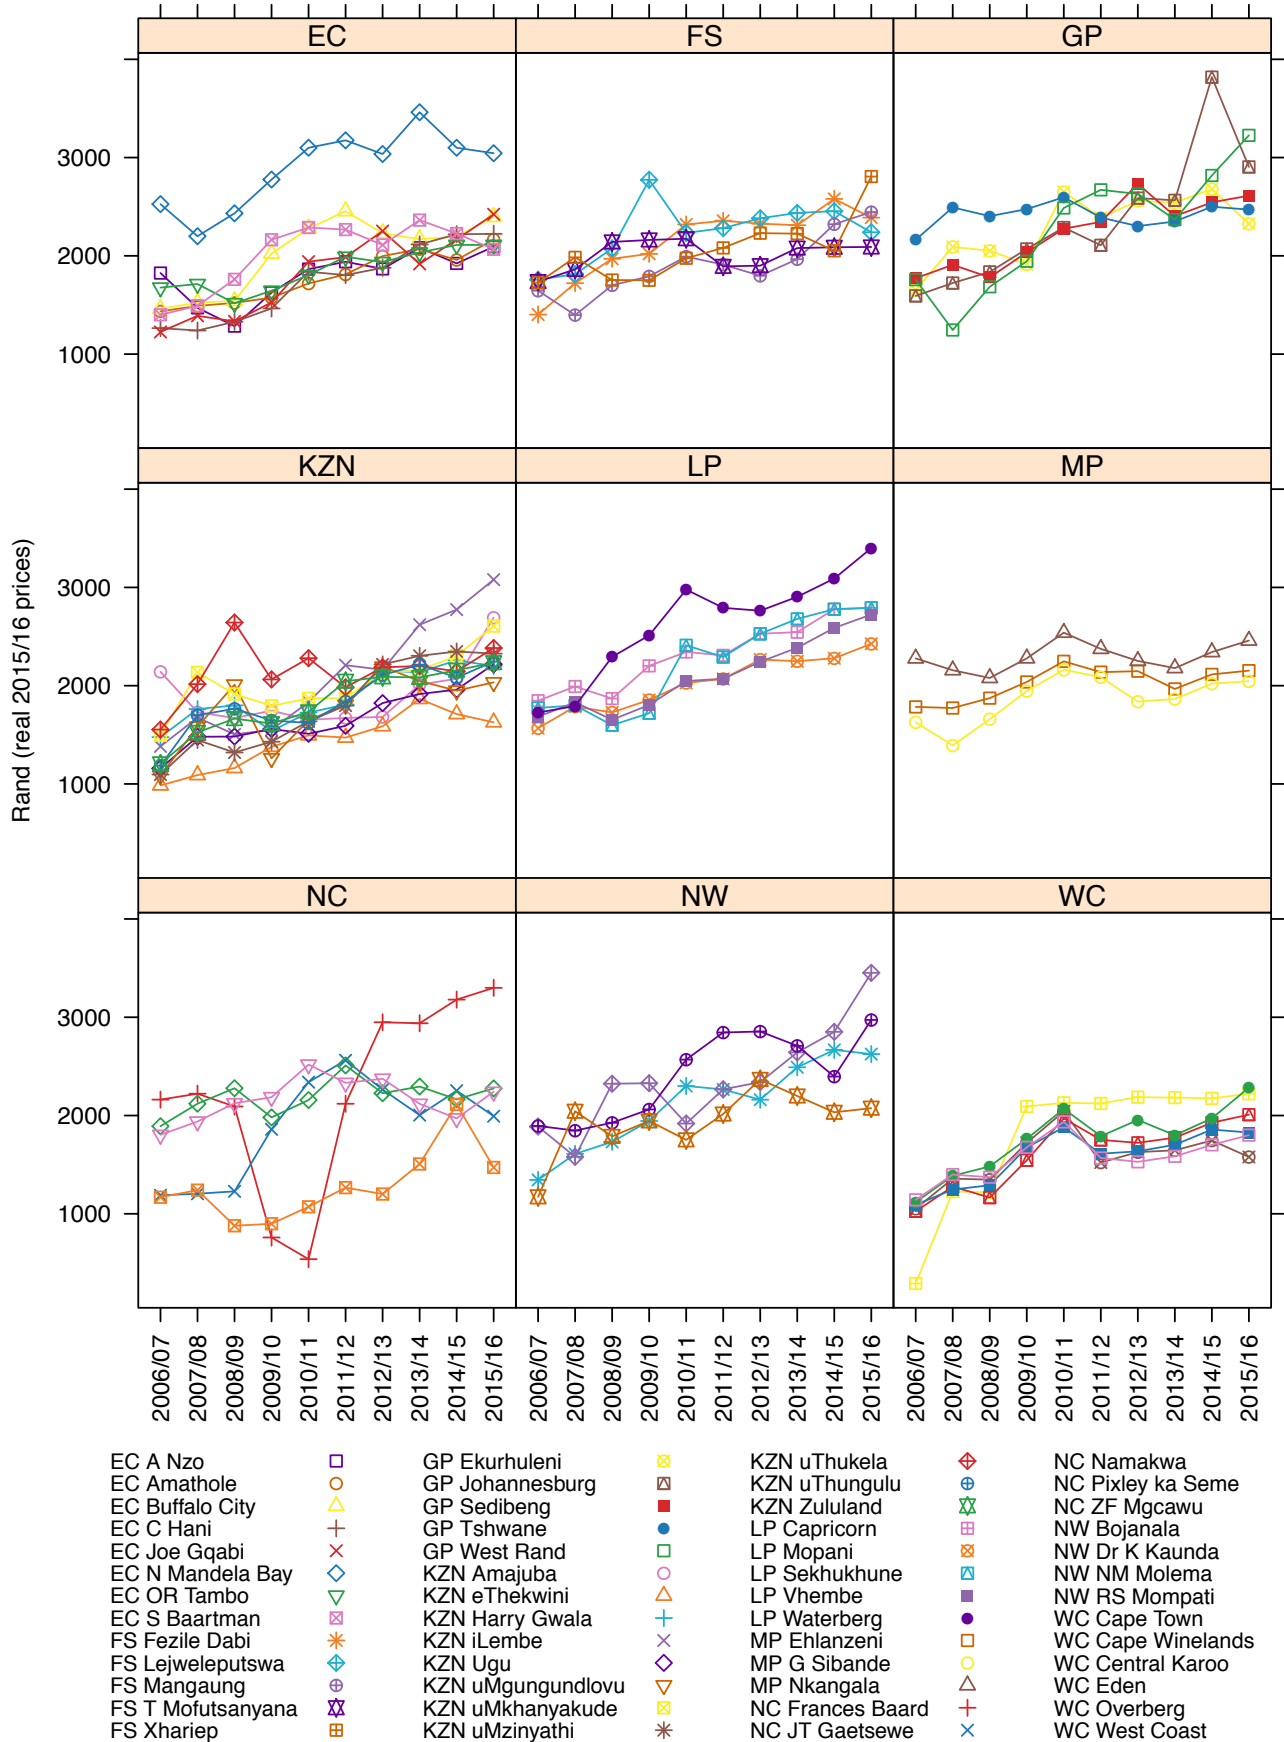 EC FS GP
3000
2000
1000
KZN LP MP
3000
2000
1000
Rand (real 2015/16 prices)
NC NW WC
3000
2000
1000
2006/07 2007/08 2008/09 2009/10 2010/11 2011/12 2012/13 2013/14 2014/15 2015/16 2006/07 2007/08 2008/09 2009/10 2010/11 2011/12 2012/13 2013/14 2014/15 2015/16 2006/07 2007/08 2008/09 2009/10 2010/11 2011/12 2012/13 2013/14 2014/15 2015/16
EC A Nzo GP Ekurhuleni KZN uThukela NC Namakwa
EC Amathole GP Johannesburg KZN uThungulu NC Pixley ka Seme
EC Buffalo City GP Sedibeng KZN Zululand NC ZF Mgcawu
EC C Hani GP Tshwane LP Capricorn NW Bojanala
EC Joe Gqabi GP West Rand LP Mopani NW Dr K Kaunda
EC N Mandela Bay KZN Amajuba LP Sekhukhune NW NM Molema
EC OR Tambo KZN eThekwini LP Vhembe NW RS Mompati
EC S Baartman KZN Harry Gwala LP Waterberg WC Cape Town
FS Fezile Dabi KZN iLembe MP Ehlanzeni WC Cape Winelands
FS Lejweleputswa KZN Ugu MP G Sibande WC Central Karoo
FS Mangaung KZN uMgungundlovu MP Nkangala WC Eden
FS T Mofutsanyana KZN uMkhanyakude NC Frances Baard WC Overberg
FS Xhariep KZN uMzinyathi NC JT Gaetsewe WC West Coast